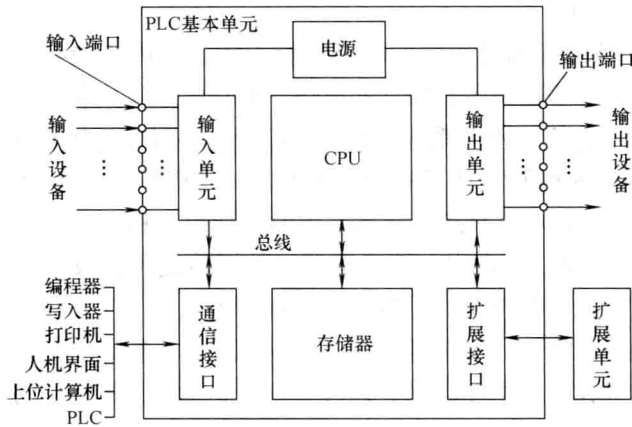 PLC基本单元
输入端口
电源
输出端口
输入设备
输入单元
CPU
输出单元
输出设备
总线
编程器
写入器
打印机
人机界面
上位计算机
PLC
通信接口
存储器
扩展接口
扩展单元